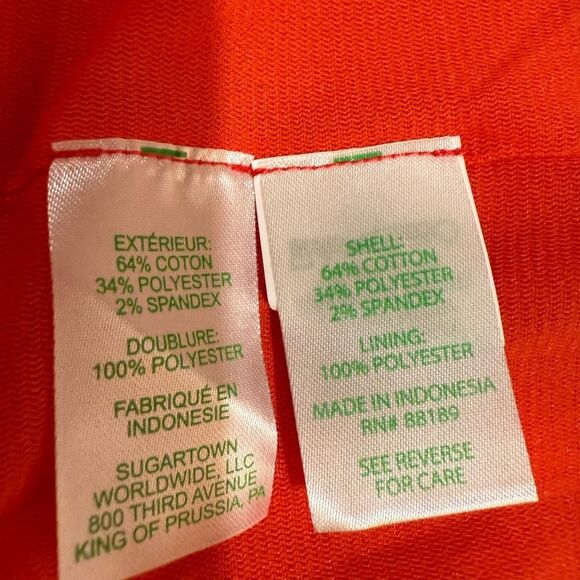 EXTÉRIEUR:
64% COTON
34% POLYESTER
2% SPANDEX
DOUBLURE:
100% POLYESTER
FABRIQUÉ EN
INDONESIE
SUGARTOWN
WORLDWIDE, LLC
800 THIRD AVENUE
KING OF PRUSSIA, PA
SHELL:
64% COTTON
34% POLYESTER
2% SPANDEX
LINING:
100% POLYESTER
MADE IN INDONESIA
RN# 88189
SEE REVERSE
FOR CARE